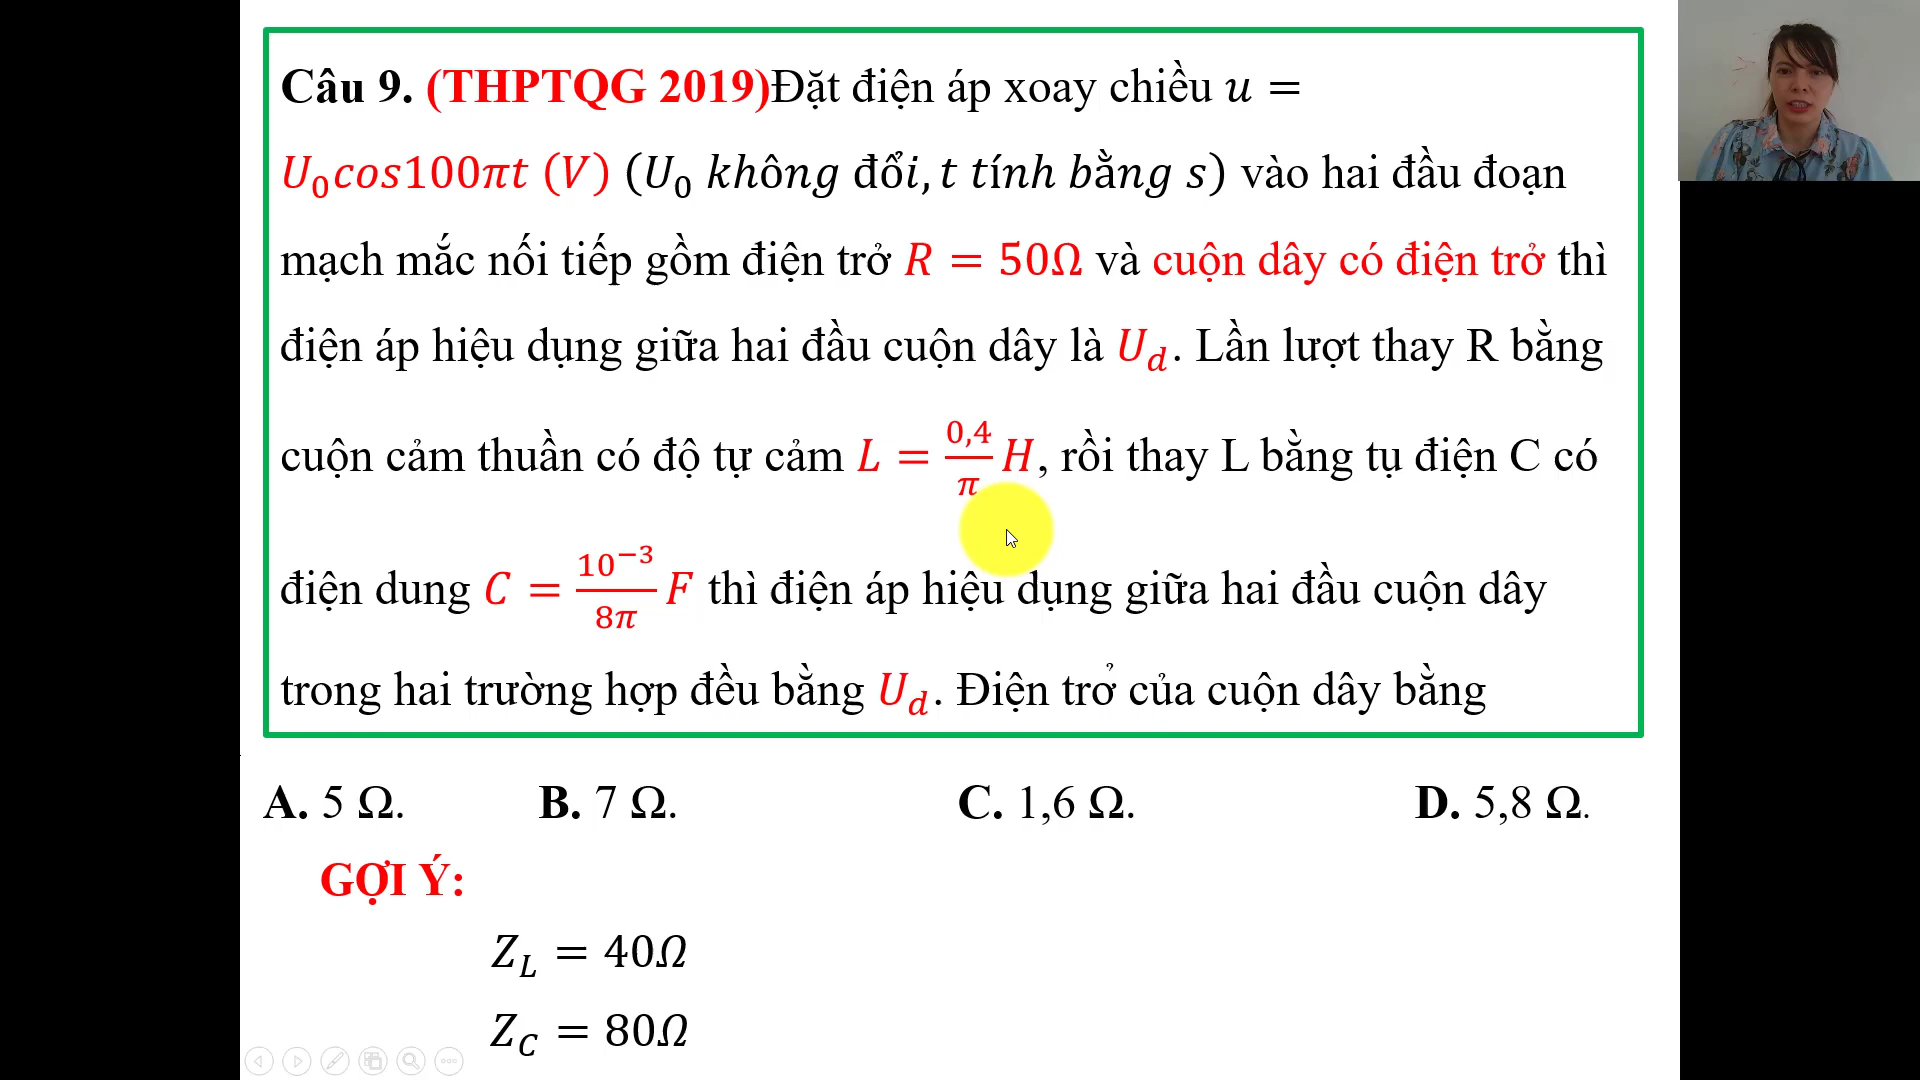 Câu 9. (THPTQG 2019)Đặt điện áp xoay chiều u =
U₀cos100πt (V) (U₀ không đổi, t tính bằng s) vào hai đầu đoạn
mạch mắc nối tiếp gồm điện trở R = 50Ω và cuộn dây có điện trở thì
điện áp hiệu dụng giữa hai đầu cuộn dây là U_d. Lần lượt thay R bằng
cuộn cảm thuần có độ tự cảm L = 0,4/π H, rồi thay L bằng tụ điện C có
điện dung C = 10⁻³/8π F thì điện áp hiệu dụng giữa hai đầu cuộn dây
trong hai trường hợp đều bằng U_d. Điện trở của cuộn dây bằng
A. 5 Ω. B. 7 Ω. C. 1,6 Ω. D. 5,8 Ω.
GỢI Ý:
Z_L = 40Ω
Z_C = 80Ω